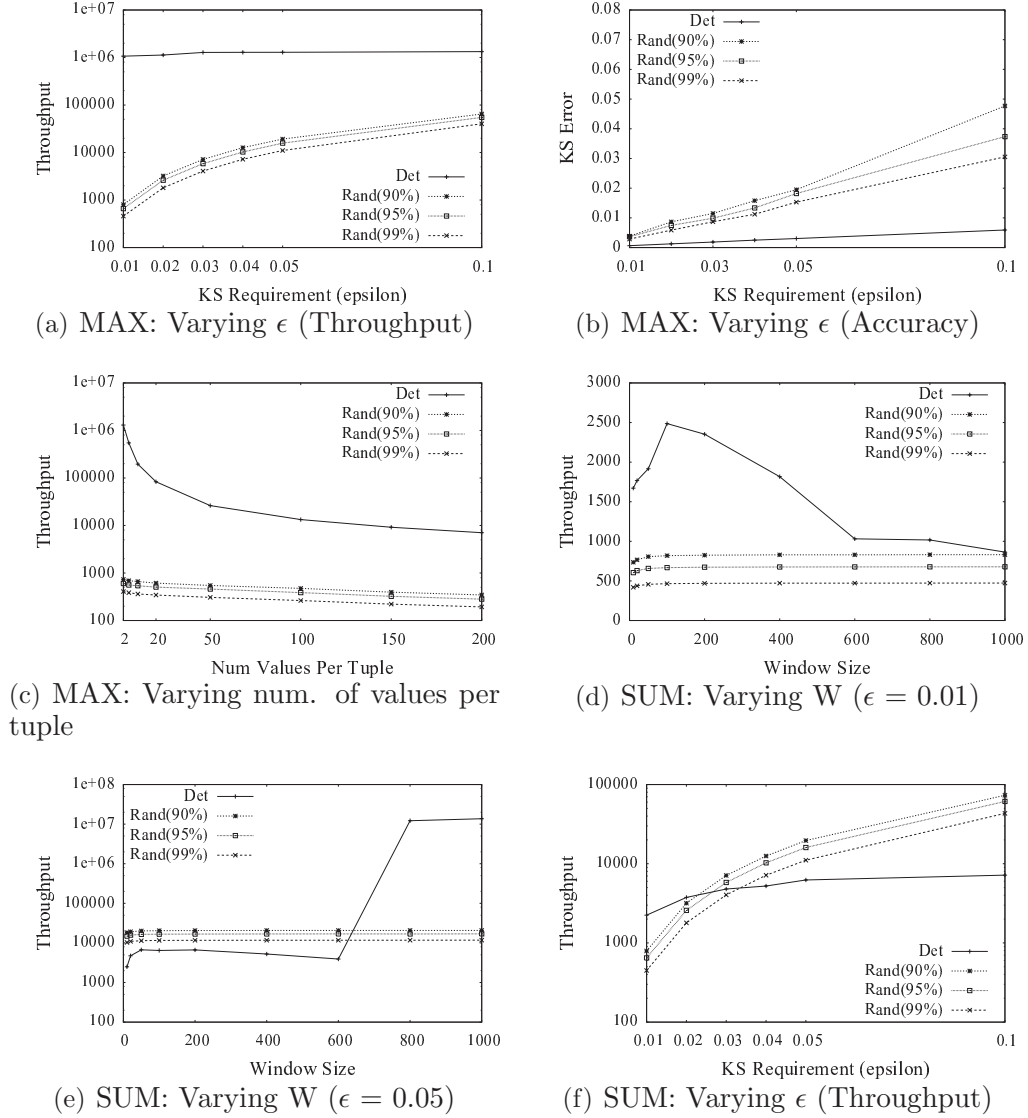 1e+07
1e+06
100000
10000
1000
100
Throughput
Det
Rand(90%)
Rand(95%)
Rand(99%)
0.01 0.02 0.03 0.04 0.05 0.1
KS Requirement (epsilon)
(a) MAX: Varying ϵ (Throughput)
0.08
0.07
0.06
0.05
0.04
0.03
0.02
0.01
0
KS Error
Det
Rand(90%)
Rand(95%)
Rand(99%)
0.01 0.03 0.05 0.1
KS Requirement (epsilon)
(b) MAX: Varying ϵ (Accuracy)
1e+07
1e+06
100000
10000
1000
100
Throughput
Det
Rand(90%)
Rand(95%)
Rand(99%)
2 20 50 100 150 200
Num Values Per Tuple
(c) MAX: Varying num. of values per
tuple
3000
2500
2000
1500
1000
500
0
Throughput
Det
Rand(90%)
Rand(95%)
Rand(99%)
0 200 400 600 800 1000
Window Size
(d) SUM: Varying W (ϵ = 0.01)
1e+08
1e+07
1e+06
100000
10000
1000
100
Throughput
Det
Rand(90%)
Rand(95%)
Rand(99%)
0 200 400 600 800 1000
Window Size
(e) SUM: Varying W (ϵ = 0.05)
100000
10000
1000
100
Throughput
Det
Rand(90%)
Rand(95%)
Rand(99%)
0.01 0.02 0.03 0.04 0.05 0.1
KS Requirement (epsilon)
(f) SUM: Varying ϵ (Throughput)